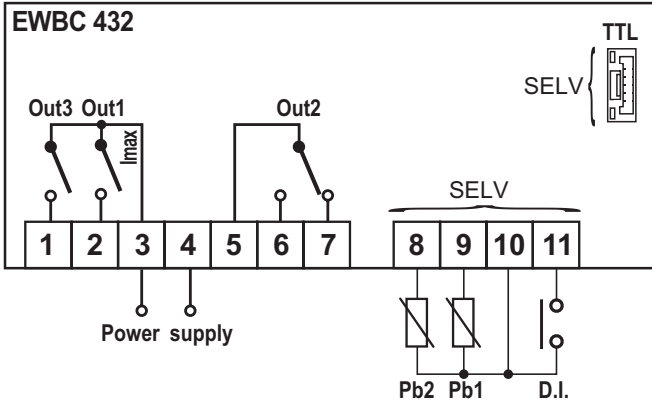 EWBC 432
TTL
SELV
Out3 Out1
Imax
Out2
SELV
1 2 3 4 5 6 7 8 9 10 11
Power supply
Pb2 Pb1 D.I.